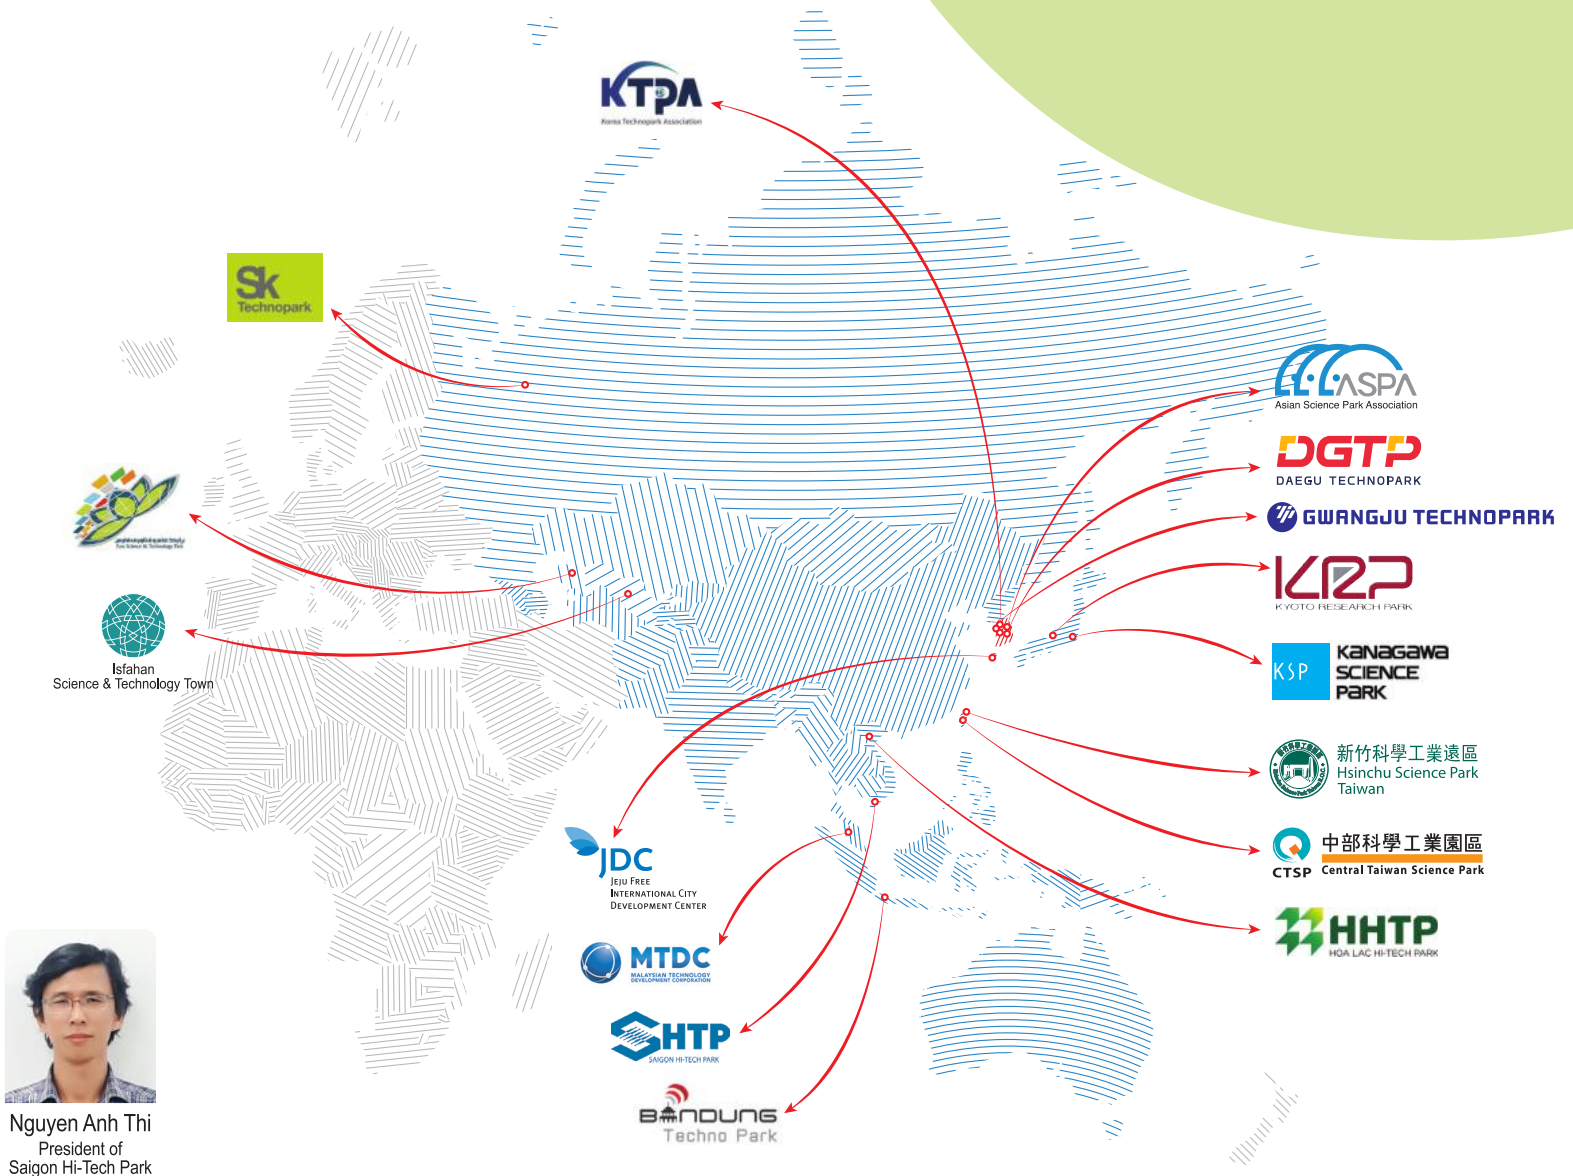 KTPA
Korea Technopark Association
Sk
Technopark
ASPA
Asian Science Park Association
DGTP
DAEGU TECHNOPARK
GWANGJU TECHNOPARK
KRP
KYOTO RESEARCH PARK
Isfahan
Science & Technology Town
KSP
KANAGAWA
SCIENCE
PARK
新竹科學工業遠區
Hsinchu Science Park
Taiwan
JDC
JEJU FREE
INTERNATIONAL CITY
DEVELOPMENT CENTER
CTSP
中部科學工業園區
Central Taiwan Science Park
HHTP
HOA LAC HI-TECH PARK
MTDC
MALAYSIAN TECHNOLOGY
DEVELOPMENT CORPORATION
SHTP
SAIGON HI-TECH PARK
BANDUNG
Techno Park
Nguyen Anh Thi
President of
Saigon Hi-Tech Park